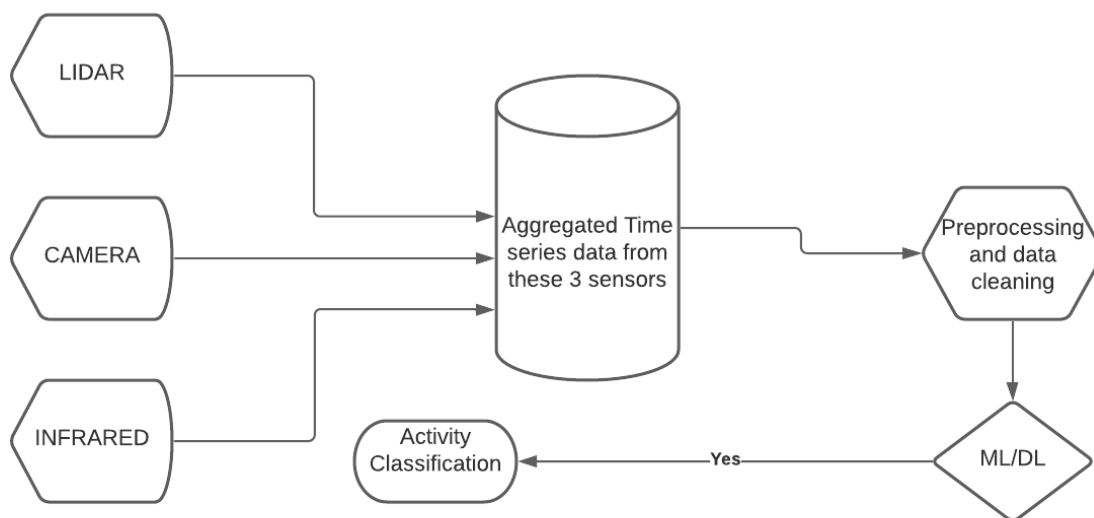 LIDAR
CAMERA
INFRARED
Aggregated Time
series data from
these 3 sensors
Preprocessing
and data
cleaning
ML/DL
Yes
Activity
Classification